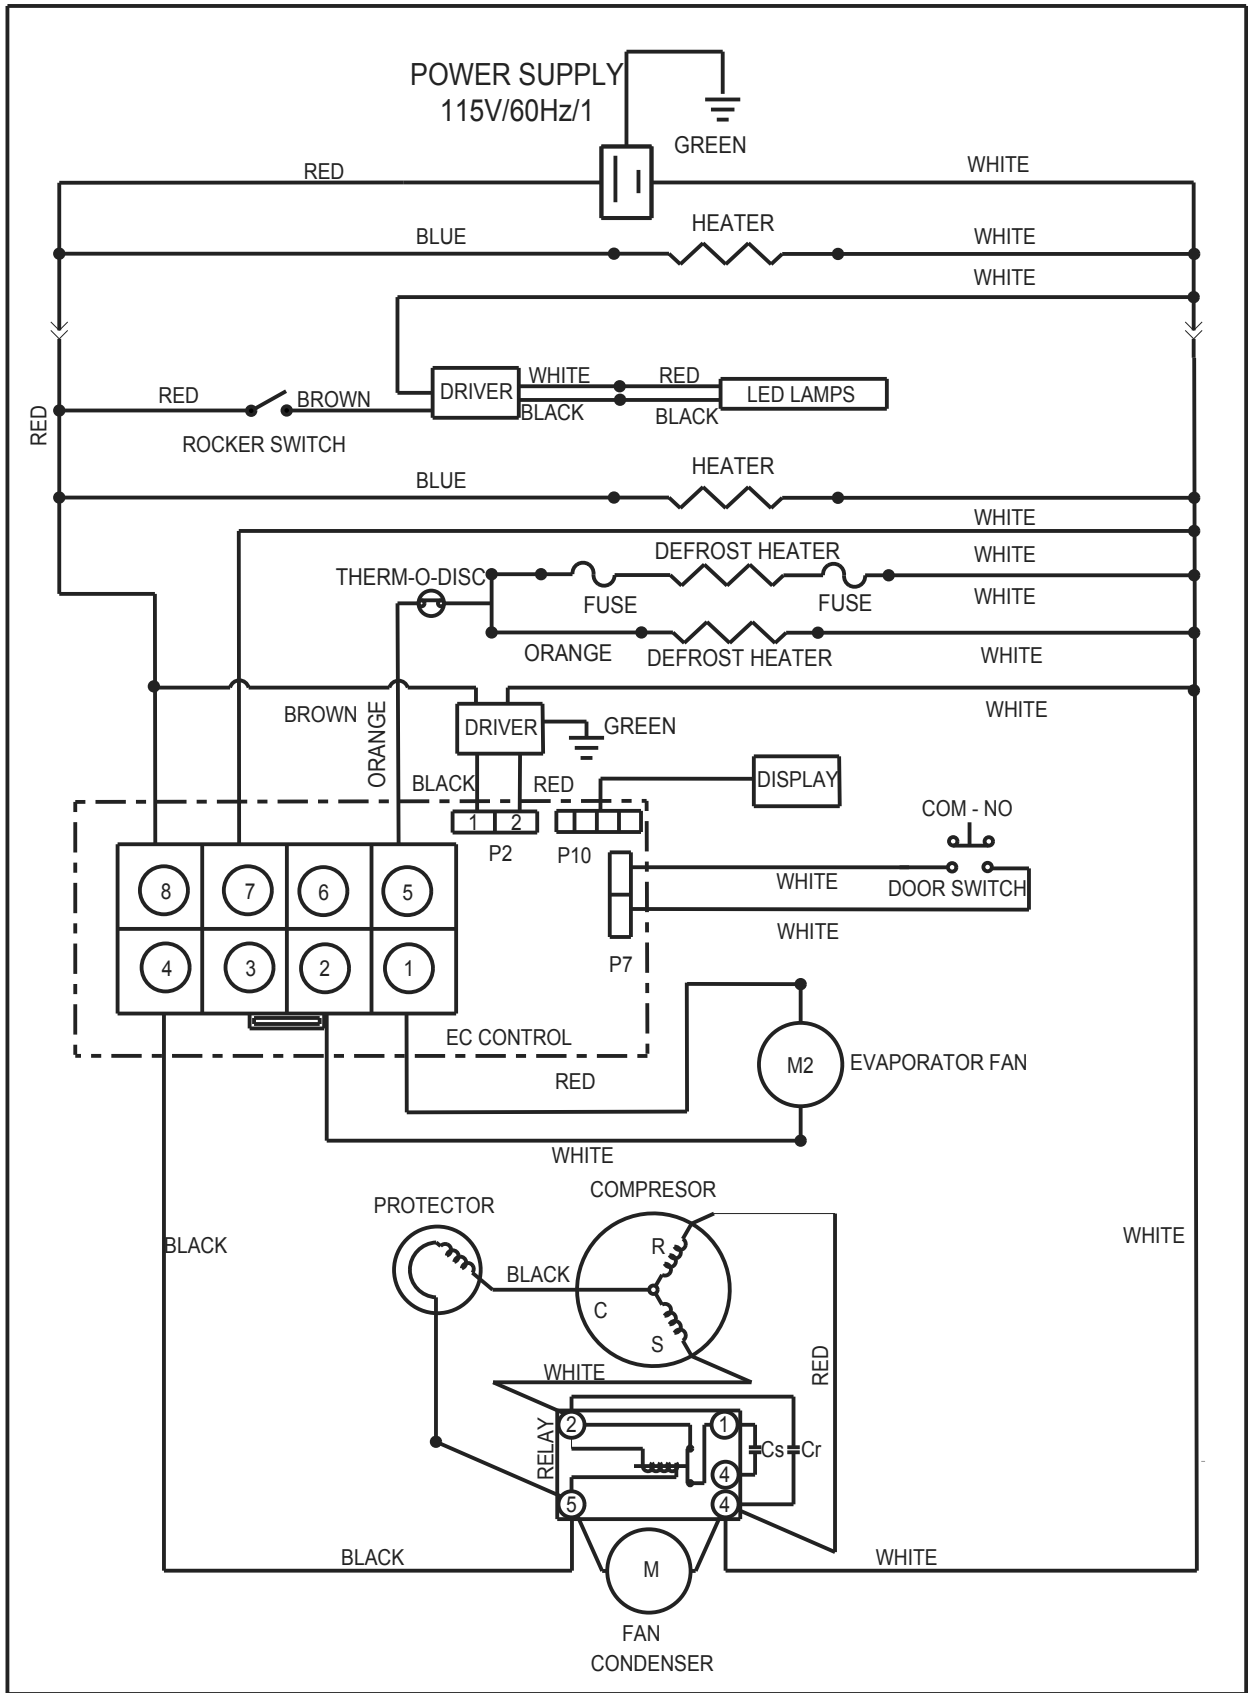 POWER SUPPLY
115V/60Hz/1
GREEN
RED
WHITE
HEATER
BLUE
WHITE
WHITE
DRIVER
WHITE
RED
LED LAMPS
RED
BROWN
BLACK
BLACK
RED
ROCKER SWITCH
HEATER
BLUE
WHITE
DEFROST HEATER
WHITE
THERM-O-DISC
FUSE
FUSE
WHITE
ORANGE
DEFROST HEATER
WHITE
BROWN
ORANGE
DRIVER
GREEN
WHITE
BLACK
RED
DISPLAY
1 2
COM - NO
P2
P10
WHITE
DOOR SWITCH
8 7 6 5
WHITE
4 3 2 1
P7
EC CONTROL
RED
M2
EVAPORATOR FAN
WHITE
COMPRESOR
PROTECTOR
BLACK
R
WHITE
BLACK
C
S
WHITE
RED
RELAY
2
1
Cs
Cr
4
5
4
BLACK
M
WHITE
FAN
CONDENSER